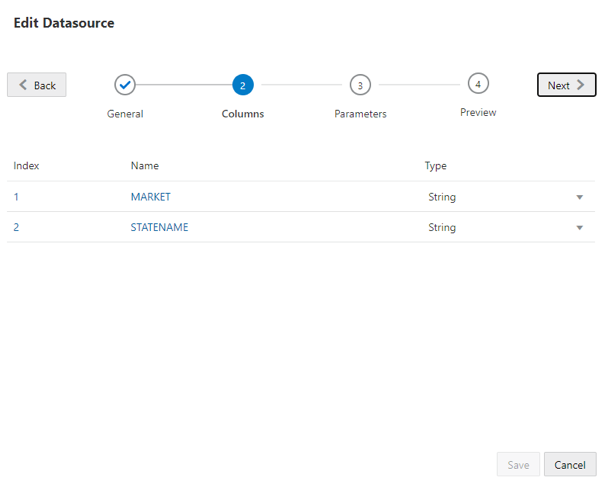 Edit Datasource
Back
2
3
4
Next
General
Columns
Parameters
Preview
Index Name Type
1 MARKET String
2 STATENAME String
Save Cancel